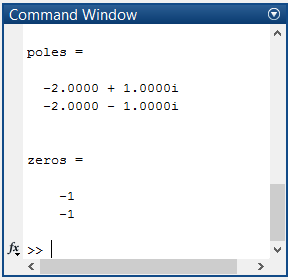 Command Window
poles =
-2.0000 + 1.0000i
-2.0000 - 1.0000i
zeros =
-1
-1
fx >>